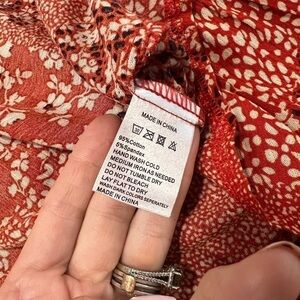 MADE IN CHINA
95%Cotton
5%Spandex
HAND WASH COLD
MEDIUM IRON AS NEEDED
DO NOT TUMBLE DRY
DO NOT BLEACH
LAY FLAT TO DRY
WASH DARK COLORS SEPERATELY
MADE IN CHINA